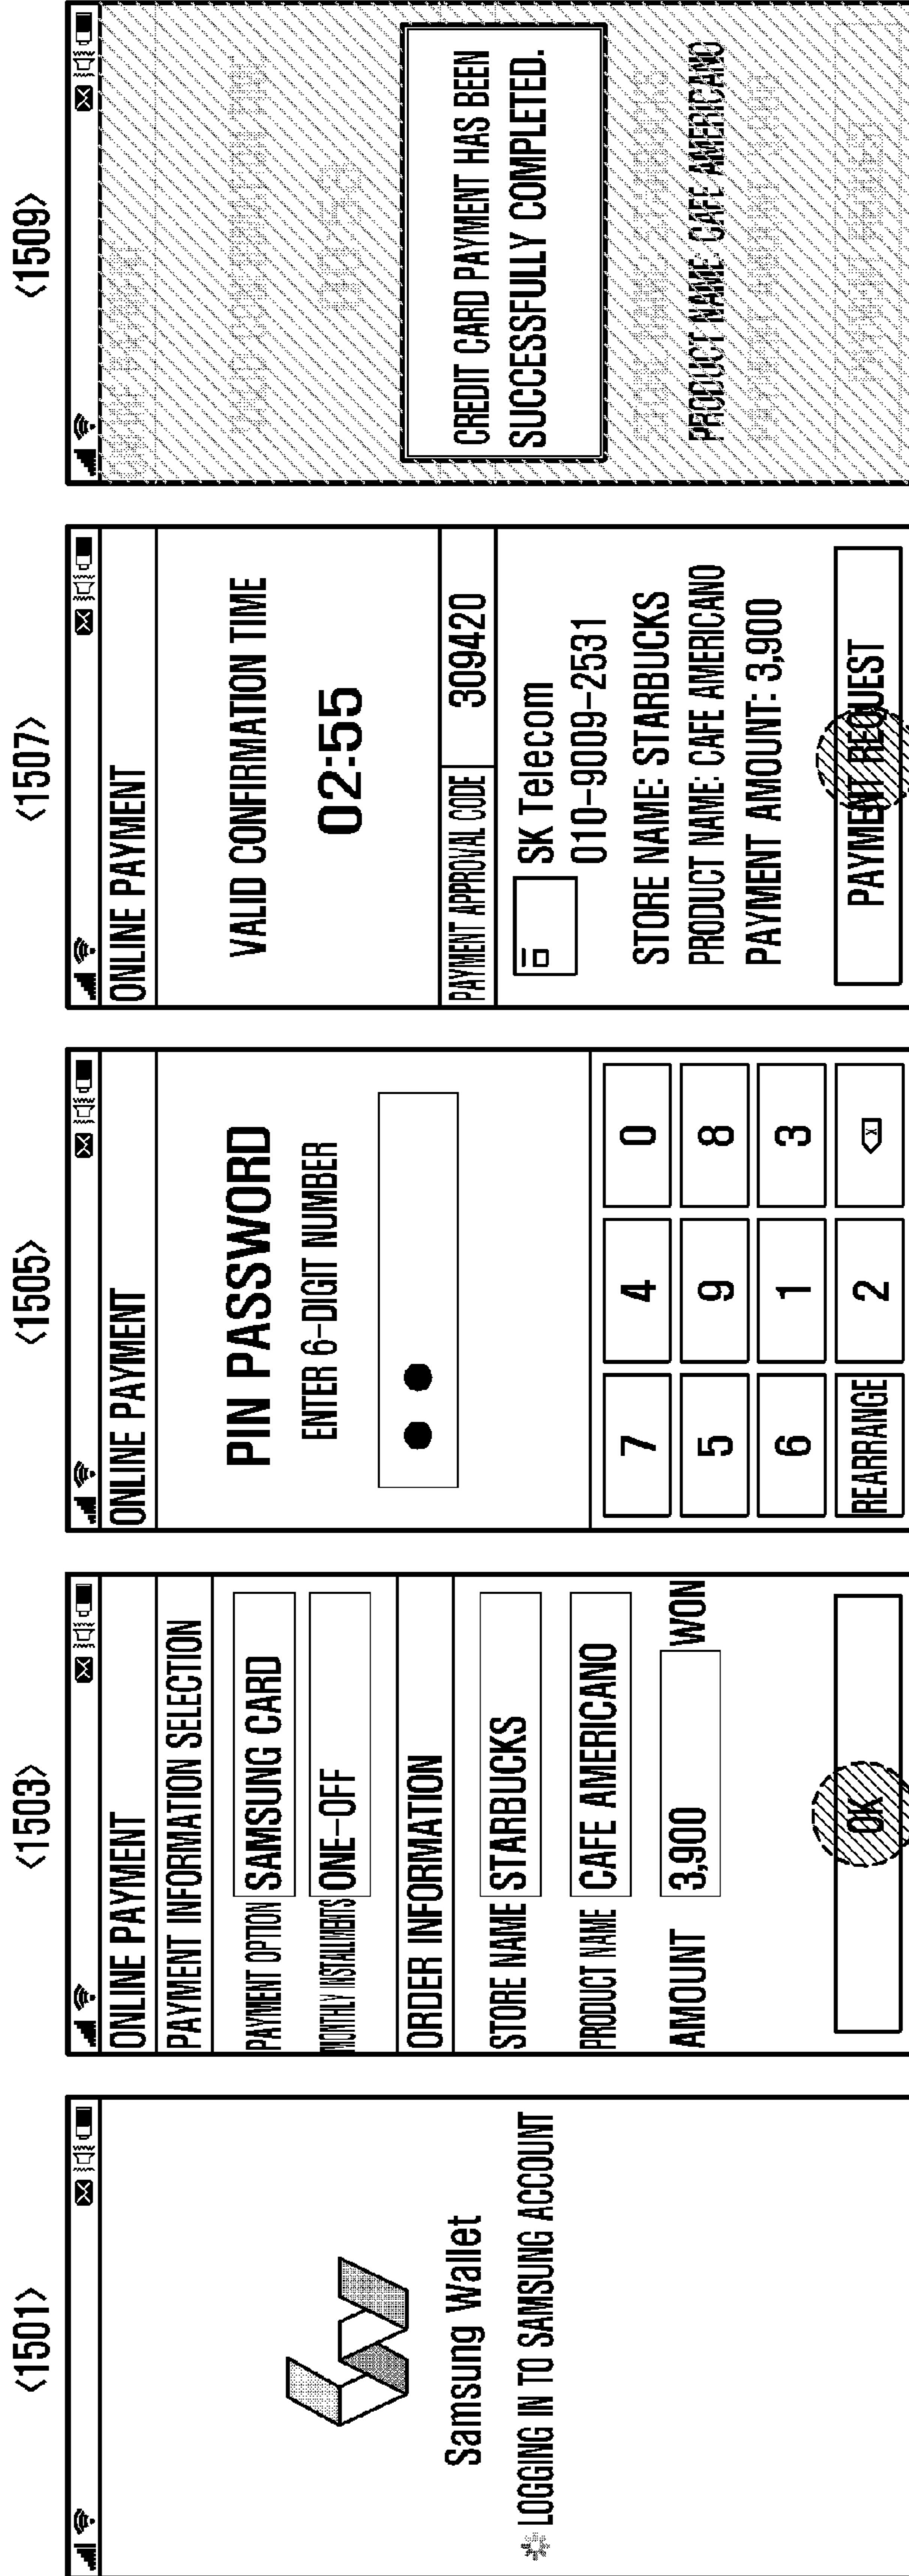 <1501>
Samsung Wallet
LOGGING IN TO SAMSUNG ACCOUNT
<1503>
ONLINE PAYMENT
PAYMENT INFORMATION SELECTION
PAYMENT OPTION SAMSUNG CARD
MONTHLY INSTALLMENTS ONE-OFF
ORDER INFORMATION
STORE NAME STARBUCKS
PRODUCT NAME CAFE AMERICANO
AMOUNT 3,900 WON
OK
<1505>
ONLINE PAYMENT
PIN PASSWORD
ENTER 6-DIGIT NUMBER
7 4 0
5 9 8
6 1 3
REARRANGE 2
<1507>
ONLINE PAYMENT
VALID CONFIRMATION TIME
02:55
PAYMENT APPROVAL CODE 309420
SK Telecom
010-9009-2531
STORE NAME: STARBUCKS
PRODUCT NAME: CAFE AMERICANO
PAYMENT AMOUNT: 3,900
PAYMENT REQUEST
<1509>
CREDIT CARD PAYMENT HAS BEEN
SUCCESSFULLY COMPLETED.
PRODUCT NAME: CAFE AMERICANO